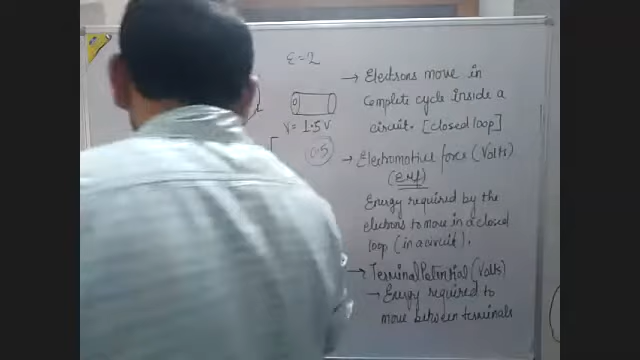 ε = 2
V = 1.5 V
0.5
→ Electrons move in
complete cycle inside a
circuit. [closed loop]
→ Electromotive force (Volts)
(emf)
Energy required by the
electrons to move in a closed
loop (in a circuit).
→ Terminal Potential (Volts)
→ Energy required to
move between terminals